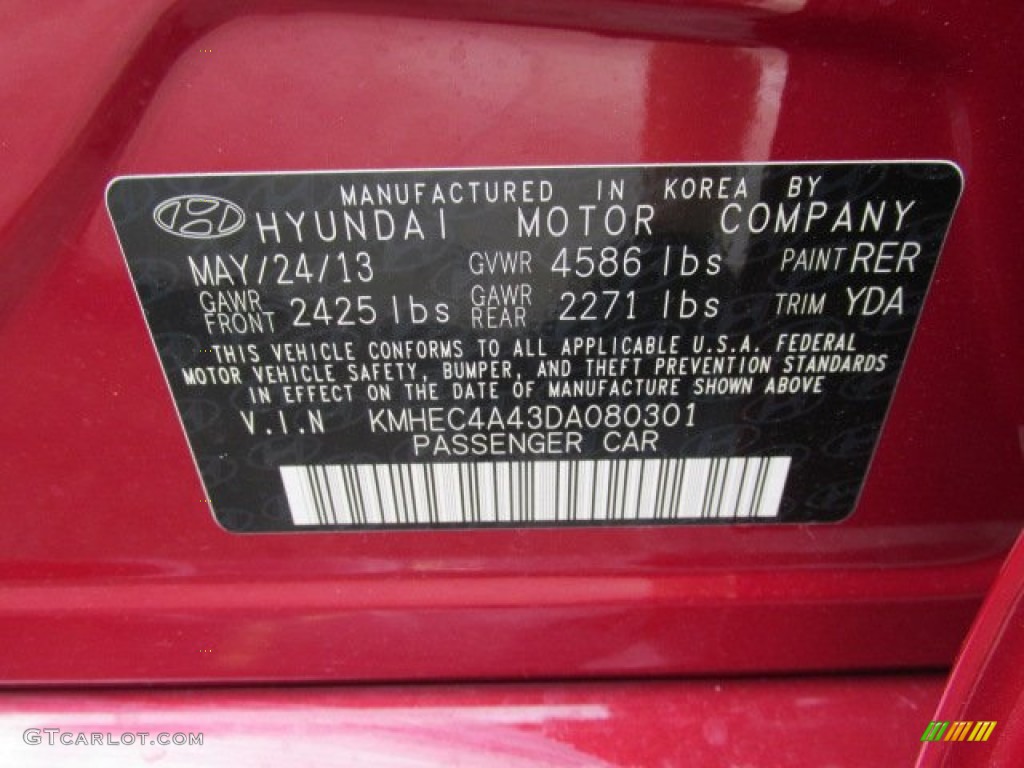 MANUFACTURED IN KOREA BY
HYUNDAI MOTOR COMPANY
MAY/24/13 GVWR 4586 lbs PAINT RER
GAWR FRONT 2425 lbs GAWR REAR 2271 lbs TRIM YDA
THIS VEHICLE CONFORMS TO ALL APPLICABLE U.S.A. FEDERAL
MOTOR VEHICLE SAFETY, BUMPER, AND THEFT PREVENTION STANDARDS
IN EFFECT ON THE DATE OF MANUFACTURE SHOWN ABOVE
V.I.N KMHEC4A43DA080301
PASSENGER CAR
GTCARLOT.COM